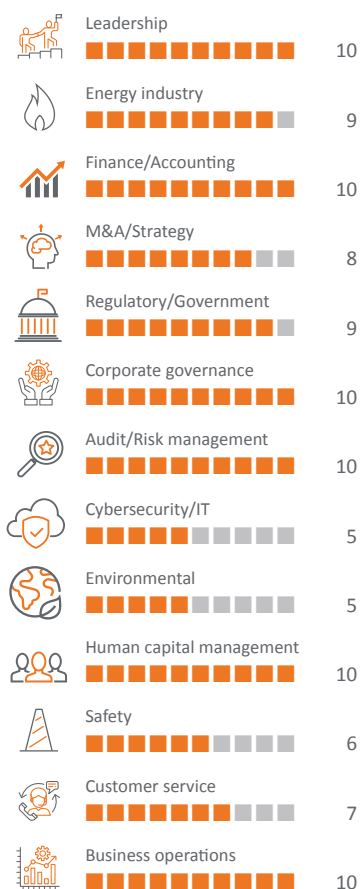 Leadership
10
Energy industry
9
Finance/Accounting
10
M&A/Strategy
8
Regulatory/Government
9
Corporate governance
10
Audit/Risk management
10
Cybersecurity/IT
5
Environmental
5
Human capital management
10
Safety
6
Customer service
7
Business operations
10